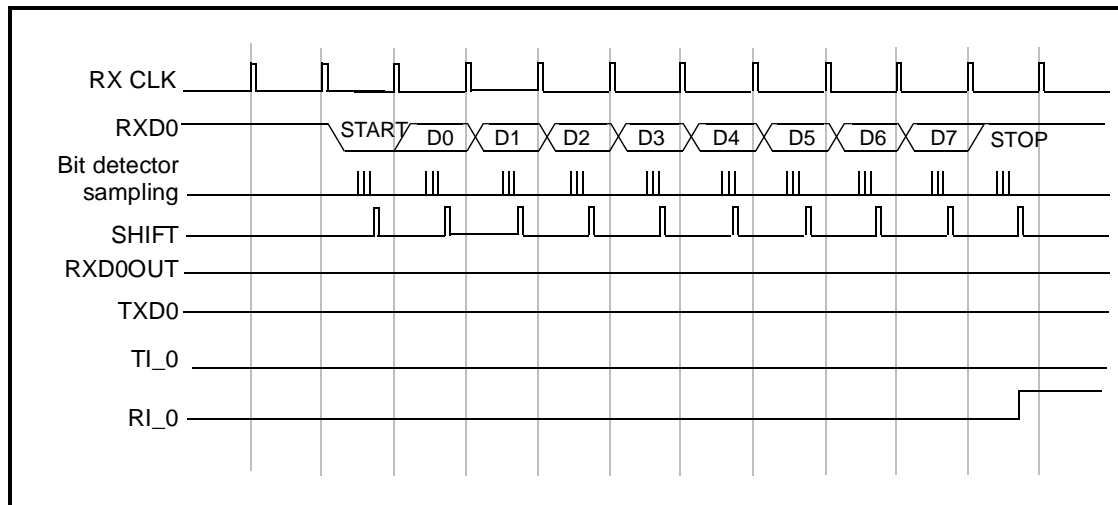 RX CLK
RXD0 START D0 D1 D2 D3 D4 D5 D6 D7 STOP
Bit detector
sampling
SHIFT
RXD0OUT
TXD0
TI_0
RI_0